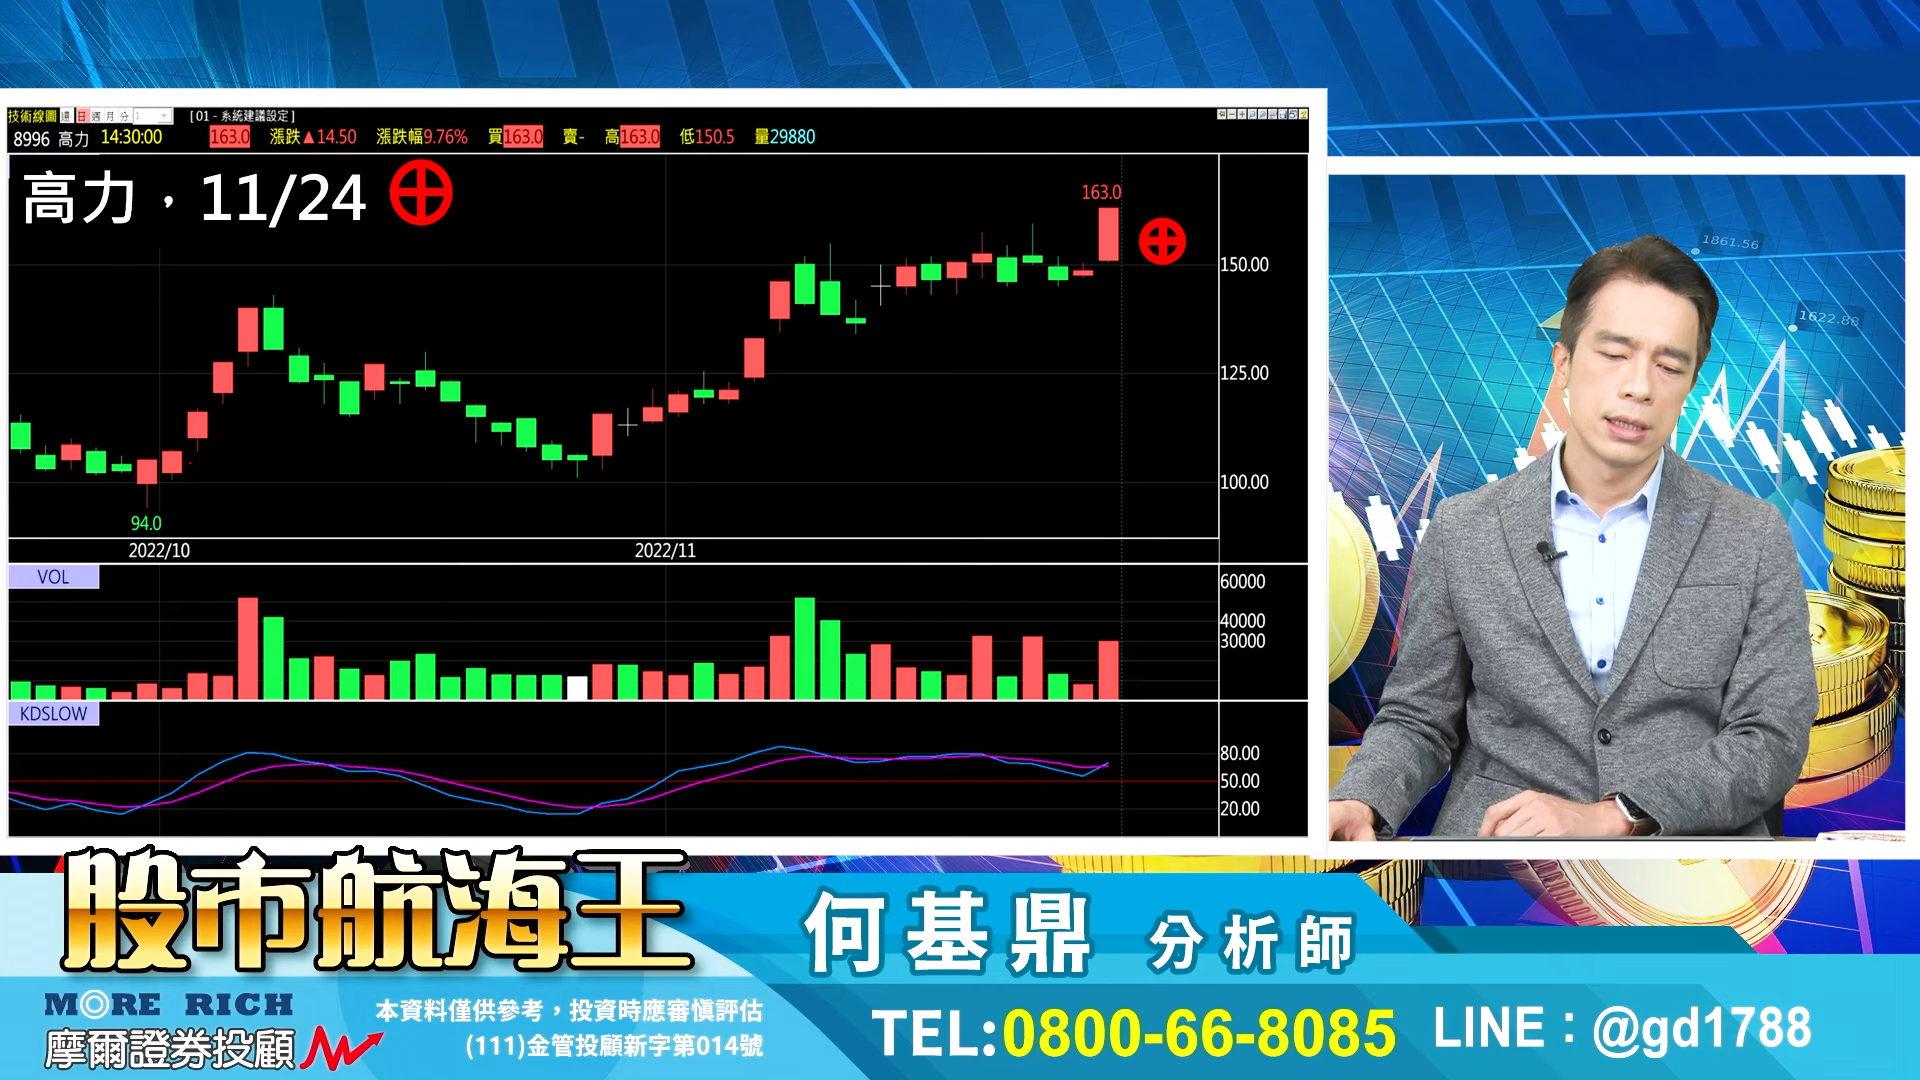 技術線圖 還 日 週 月 分 1 [01 - 系統建議設定]
8996 高力 14:30:00 163.0 漲跌▲14.50 漲跌幅9.76% 買163.0 賣- 高163.0 低150.5 量29880
高力，11/24
163.0
150.00
125.00
100.00
94.0
2022/10 2022/11
VOL
60000
40000
30000
KDSLOW
80.00
50.00
20.00
1861.56
1622.88
股市航海王
何基鼎 分析師
MORE RICH
摩爾證券投顧
本資料僅供參考，投資時應審慎評估
(111)金管投顧新字第014號
TEL:0800-66-8085
LINE：@gd1788